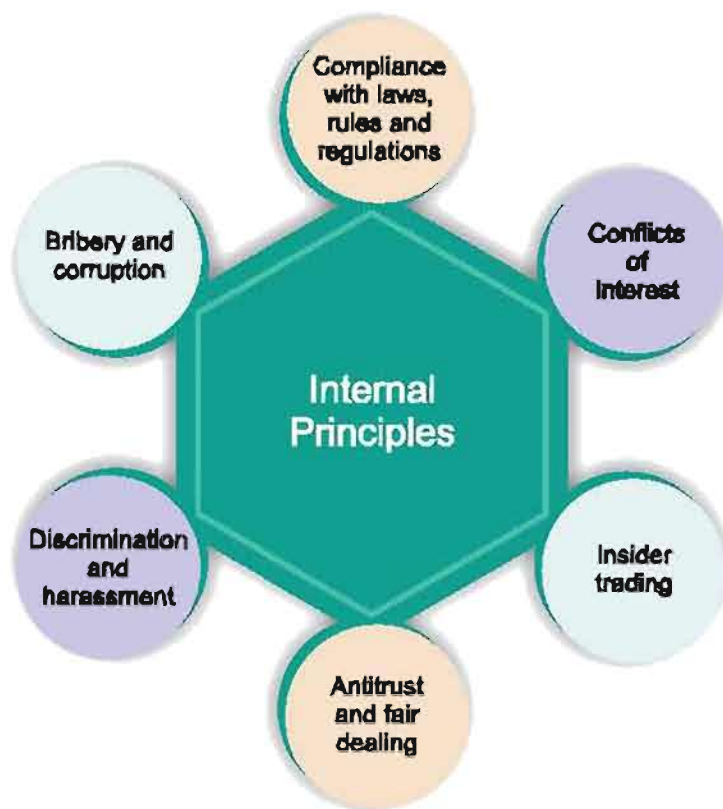 Compliance
with laws,
rules and
regulations
Conflicts
of
Interest
Insider
trading
Antitrust
and fair
dealing
Discrimination
and
harassment
Bribery and
corruption
Internal
Principles